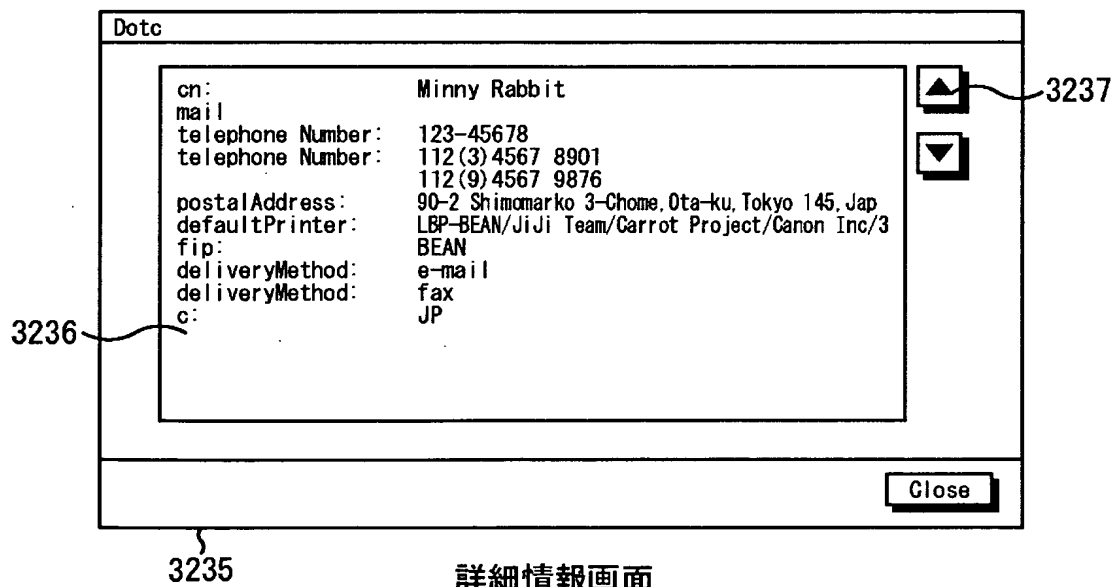 Dotc
cn: Minny Rabbit
mail
telephone Number: 123-45678
telephone Number: 112(3)4567 8901
112(9)4567 9876
postalAddress: 90-2 Shimomarko 3-Chome,Ota-ku,Tokyo 145,Jap
defaultPrinter: LBP-BEAN/JiJi Team/Carrot Project/Canon Inc/3
fip: BEAN
deliveryMethod: e-mail
deliveryMethod: fax
c: JP
3237
3236
Close
3235
詳細情報画面